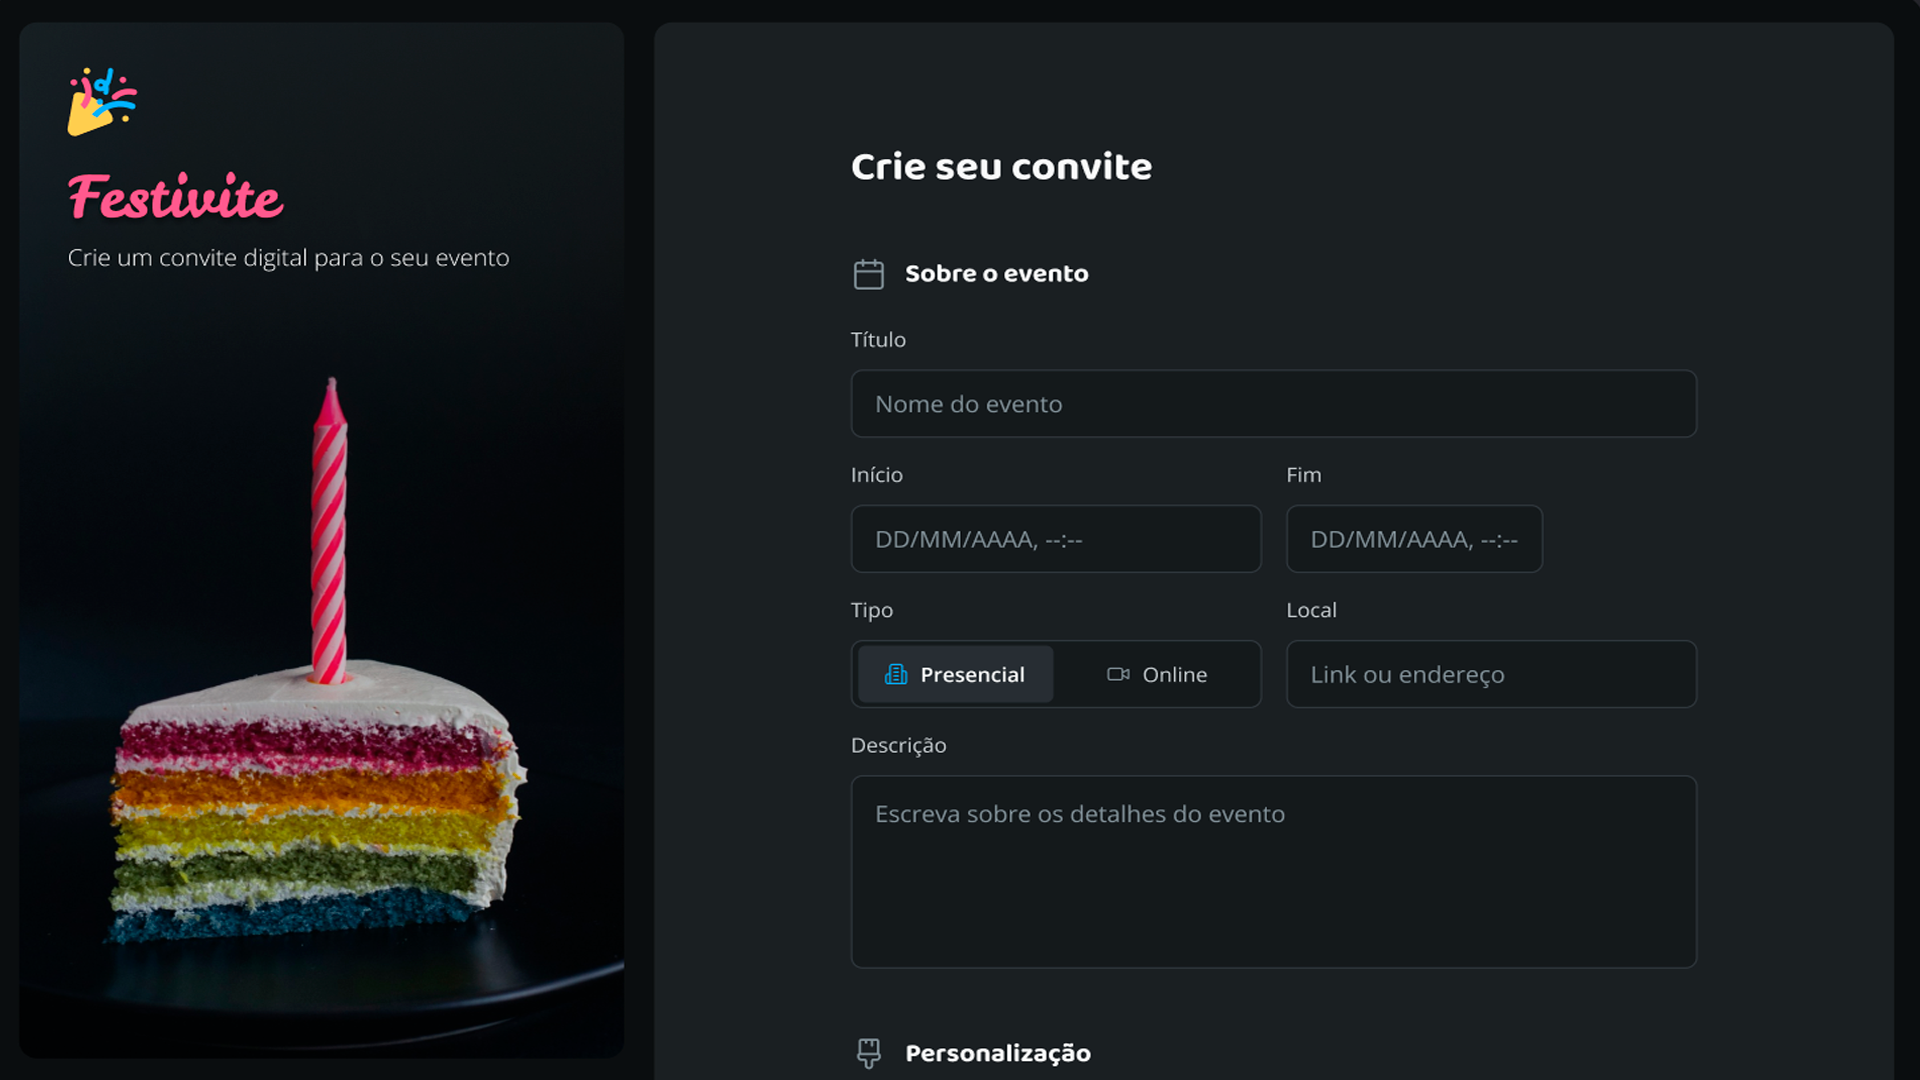 Festivite
Crie um convite digital para o seu evento
Crie seu convite
Sobre o evento
Título
Nome do evento
Início
Fim
DD/MM/AAAA, --:--
DD/MM/AAAA, --:--
Tipo
Local
Presencial
Online
Link ou endereço
Descrição
Escreva sobre os detalhes do evento
Personalização